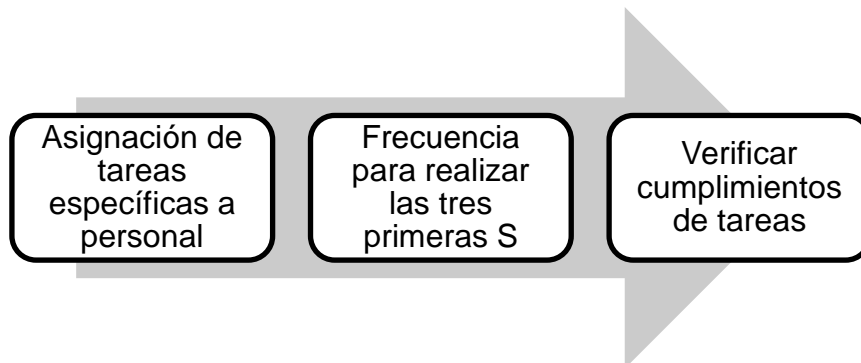 Asignación de
tareas
específicas a
personal
Frecuencia
para realizar
las tres
primeras S
Verificar
cumplimientos
de tareas